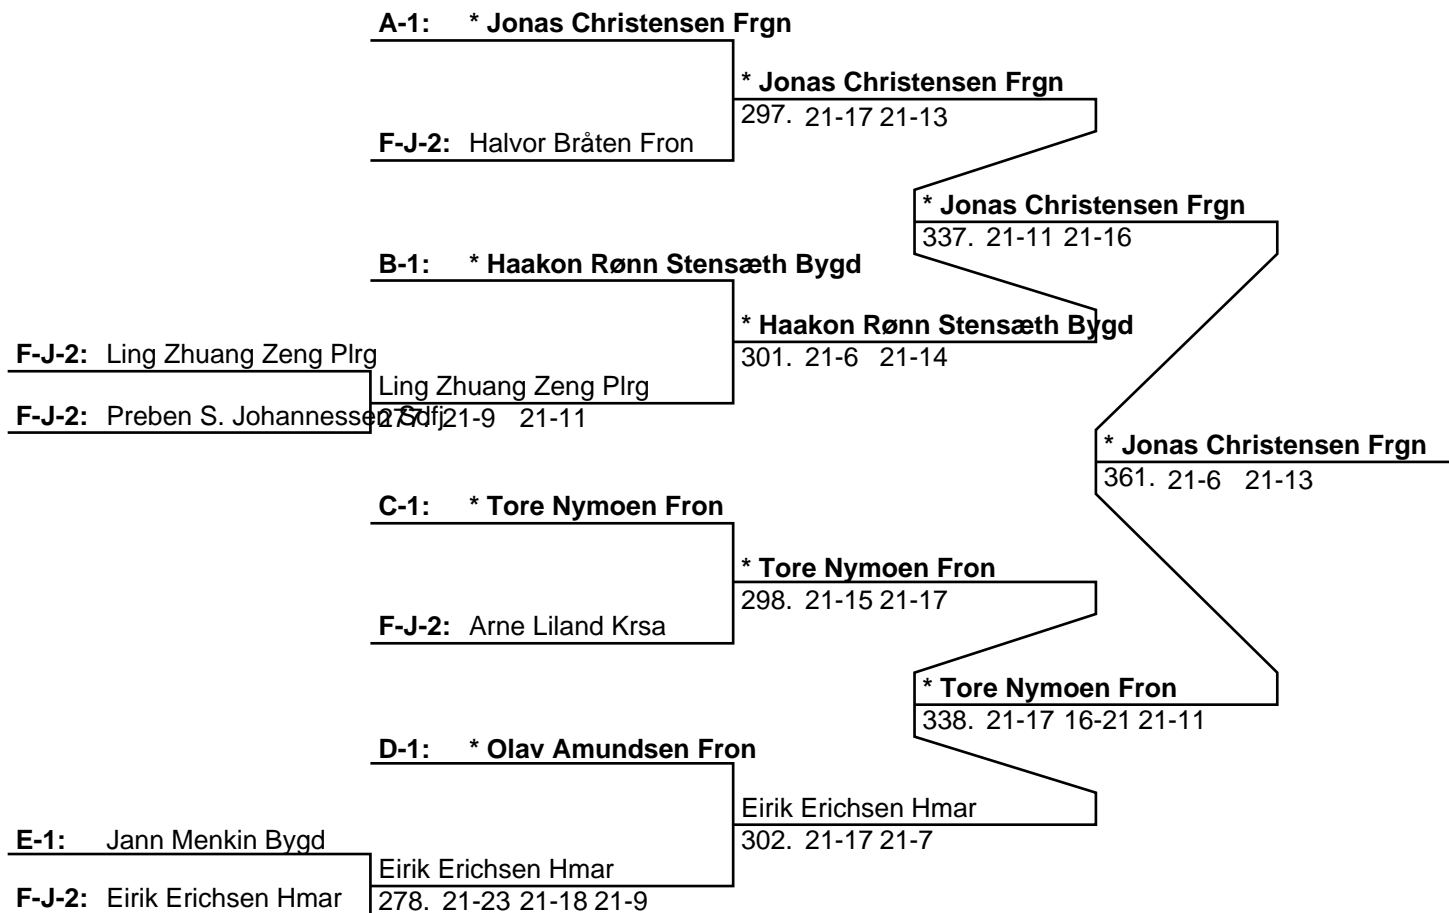 A-1: * Jonas Christensen Frgn
* Jonas Christensen Frgn
297. 21-17 21-13
F-J-2: Halvor Bråten Fron
* Jonas Christensen Frgn
337. 21-11 21-16
B-1: * Haakon Rønn Stensæth Bygd
* Haakon Rønn Stensæth Bygd
301. 21-6 21-14
F-J-2: Ling Zhuang Zeng Plrg
Ling Zhuang Zeng Plrg
277. 21-9 21-11
F-J-2: Preben S. Johannessen Sdfj
* Jonas Christensen Frgn
361. 21-6 21-13
C-1: * Tore Nymoen Fron
* Tore Nymoen Fron
298. 21-15 21-17
F-J-2: Arne Liland Krsa
* Tore Nymoen Fron
338. 21-17 16-21 21-11
D-1: * Olav Amundsen Fron
Eirik Erichsen Hmar
302. 21-17 21-7
E-1: Jann Menkin Bygd
Eirik Erichsen Hmar
278. 21-23 21-18 21-9
F-J-2: Eirik Erichsen Hmar